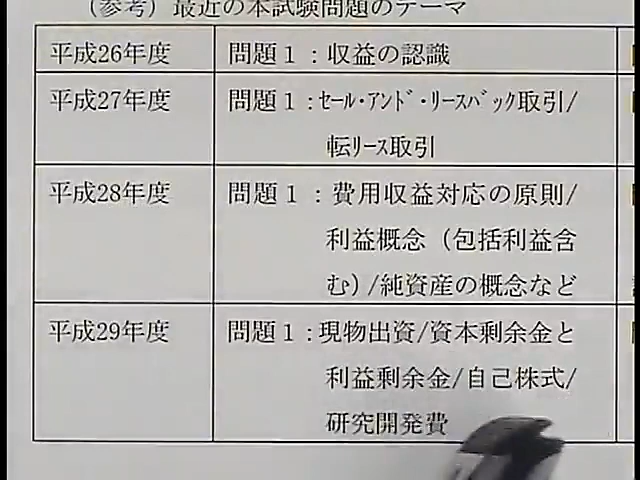 （参考）最近の本試験問題のテーマ
平成26年度 問題１：収益の認識
平成27年度 問題１：ｾｰﾙ・ｱﾝﾄﾞ・ﾘｰｽﾊﾞｯｸ取引/
転ﾘｰｽ取引
平成28年度 問題１：費用収益対応の原則/
利益概念（包括利益含
む）/純資産の概念など
平成29年度 問題１：現物出資/資本剰余金と
利益剰余金/自己株式/
研究開発費